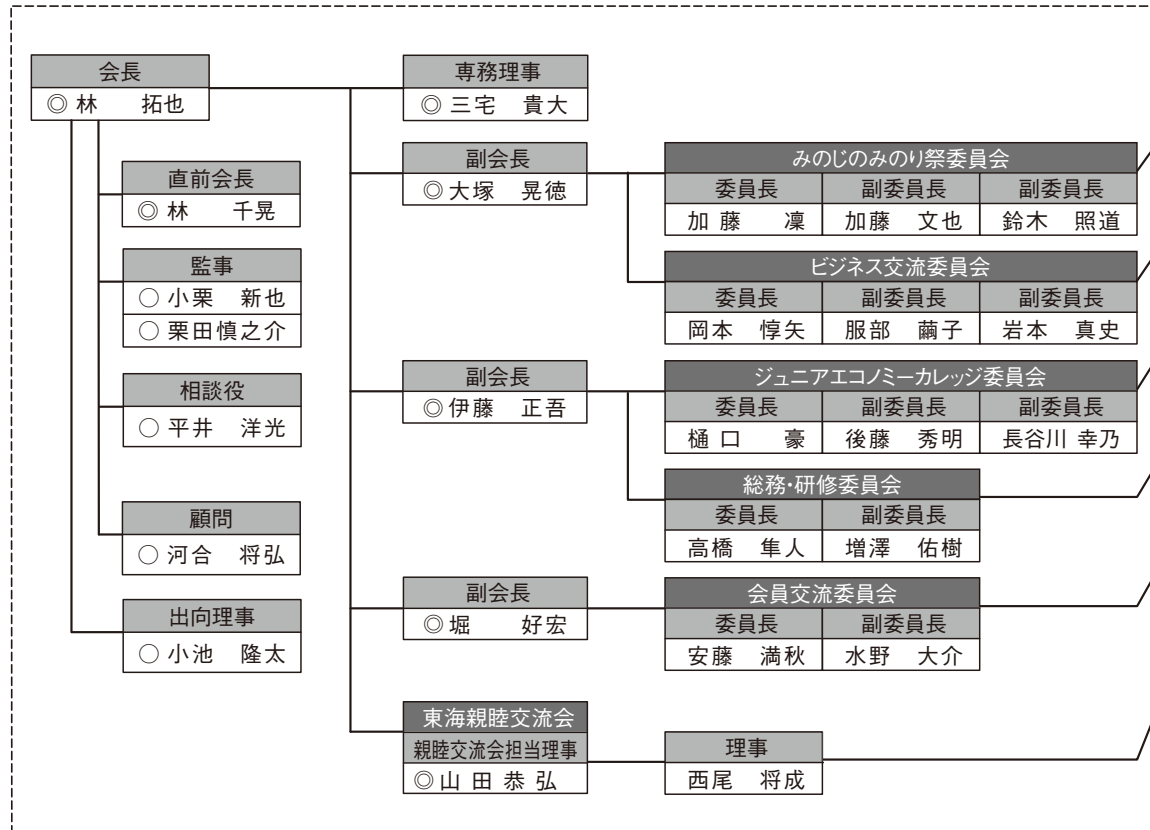 会長
◎ 林 拓也
直前会長
◎ 林 千晃
監事
○ 小栗 新也
○ 栗田慎之介
相談役
○ 平井 洋光
顧問
○ 河合 将弘
出向理事
○ 小池 隆太
専務理事
◎ 三宅 貴大
副会長
◎ 大塚 晃徳
みのじのみのり祭委員会
委員長 副委員長 副委員長
加藤 凜 加藤 文也 鈴木 照道
ビジネス交流委員会
委員長 副委員長 副委員長
岡本 惇矢 服部 繭子 岩本 真史
副会長
◎ 伊藤 正吾
ジュニアエコノミーカレッジ委員会
委員長 副委員長 副委員長
樋口 豪 後藤 秀明 長谷川 幸乃
総務・研修委員会
委員長 副委員長
高橋 隼人 増澤 佑樹
副会長
◎ 堀 好宏
会員交流委員会
委員長 副委員長
安藤 満秋 水野 大介
東海親睦交流会
親睦交流会担当理事
◎ 山田恭弘
理事
西尾 将成